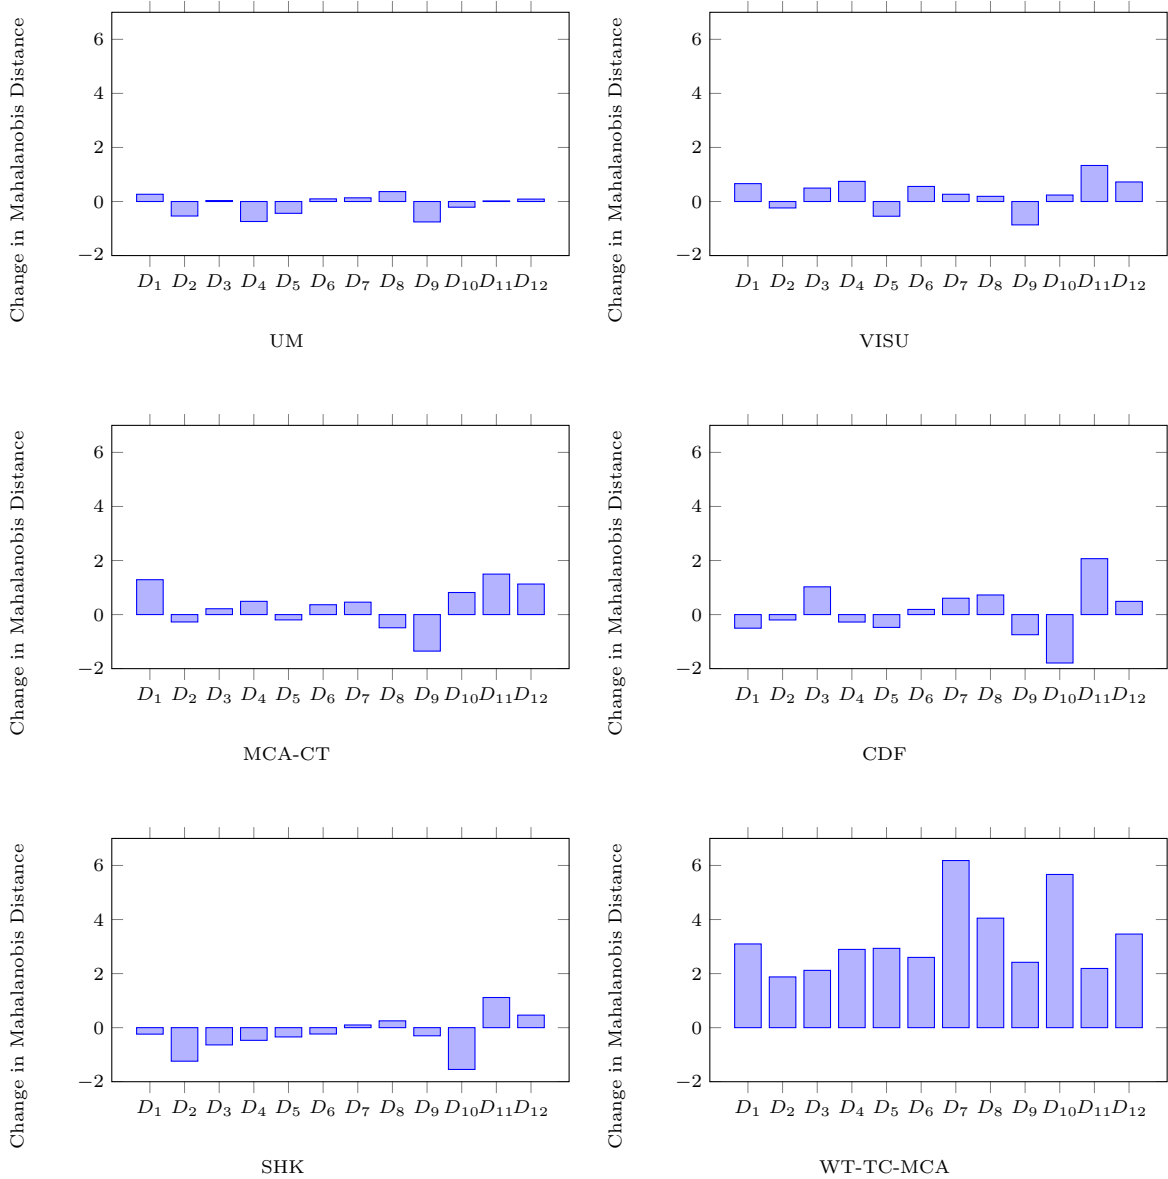 Change in Mahalanobis Distance
6
4
2
0
−2
D1 D2 D3 D4 D5 D6 D7 D8 D9 D10 D11 D12
UM
Change in Mahalanobis Distance
6
4
2
0
−2
D1 D2 D3 D4 D5 D6 D7 D8 D9 D10 D11 D12
VISU
Change in Mahalanobis Distance
6
4
2
0
−2
D1 D2 D3 D4 D5 D6 D7 D8 D9 D10 D11 D12
MCA-CT
Change in Mahalanobis Distance
6
4
2
0
−2
D1 D2 D3 D4 D5 D6 D7 D8 D9 D10 D11 D12
CDF
Change in Mahalanobis Distance
6
4
2
0
−2
D1 D2 D3 D4 D5 D6 D7 D8 D9 D10 D11 D12
SHK
Change in Mahalanobis Distance
6
4
2
0
−2
D1 D2 D3 D4 D5 D6 D7 D8 D9 D10 D11 D12
WT-TC-MCA